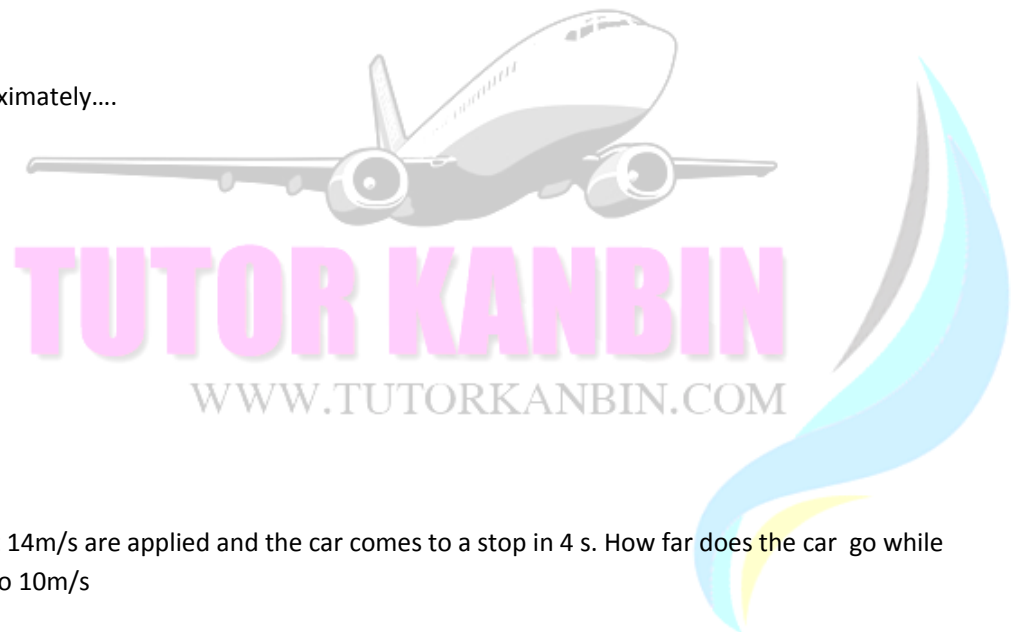 ximately….
TUTOR KANBIN
WWW.TUTORKANBIN.COM
14m/s are applied and the car comes to a stop in 4 s. How far does the car go while
o 10m/s